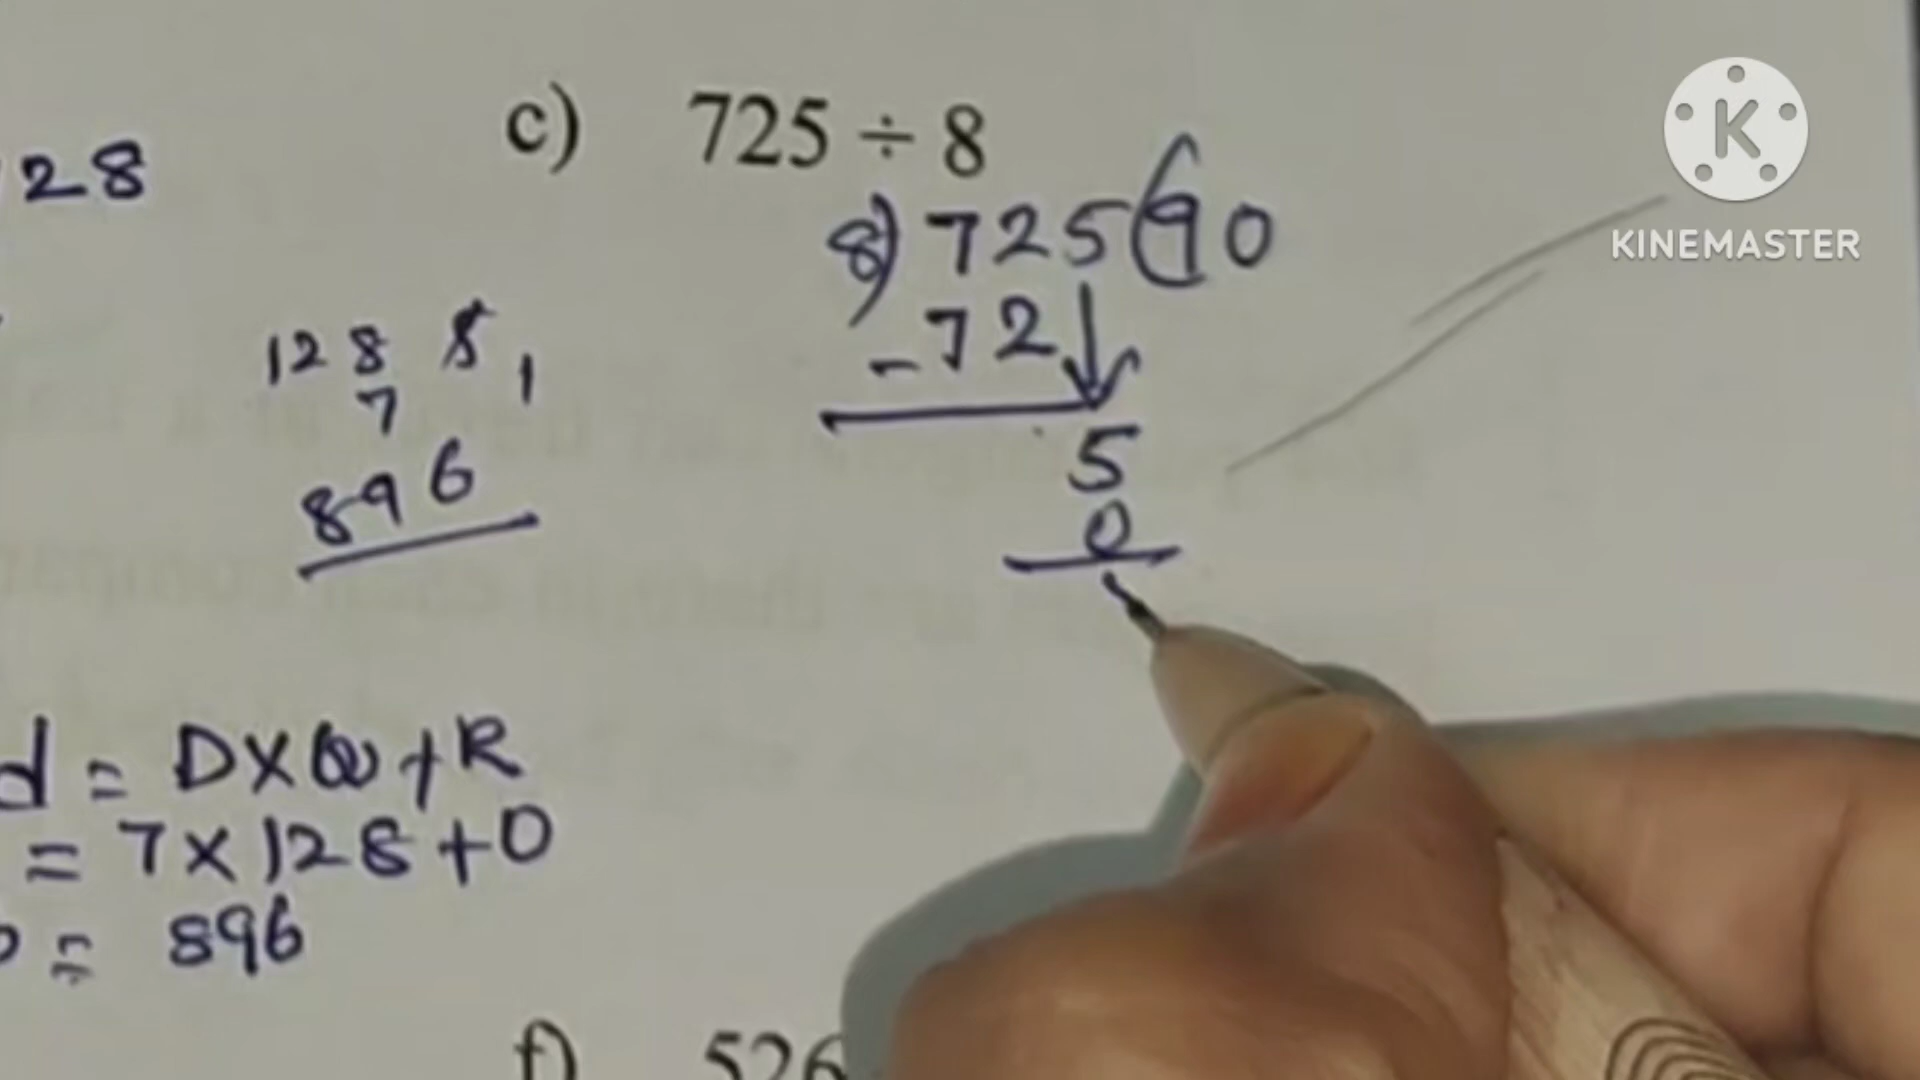 28
128 8 1
7
896
d = D×Q+R
= 7×128+0
= 896
c) 725 ÷ 8
8)725(90
-72
5
0
f) 526
KINEMASTER